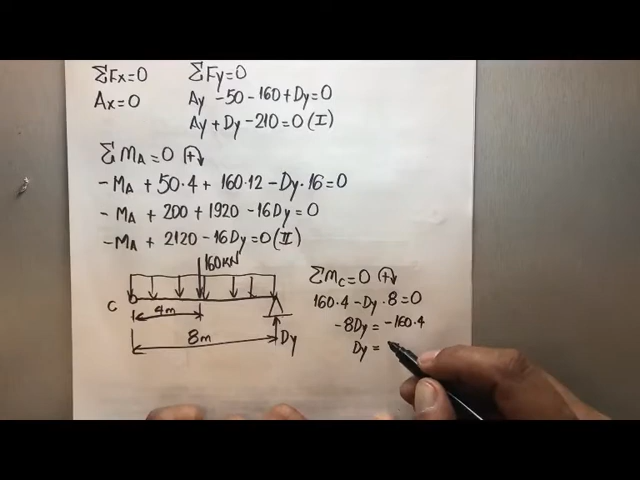 ΣFx=0
Ax=0
ΣFy=0
Ay -50-160+Dy=0
Ay+Dy-210=0(I)
ΣMA=0 (+)
-MA + 50·4 + 160·12 - Dy·16=0
-MA + 200 + 1920 - 16Dy=0
-MA + 2120 - 16Dy=0(II)
160kN
C
4m
8m
Dy
ΣMC=0 (+)
160·4-Dy·8=0
-8Dy=-160·4
Dy=